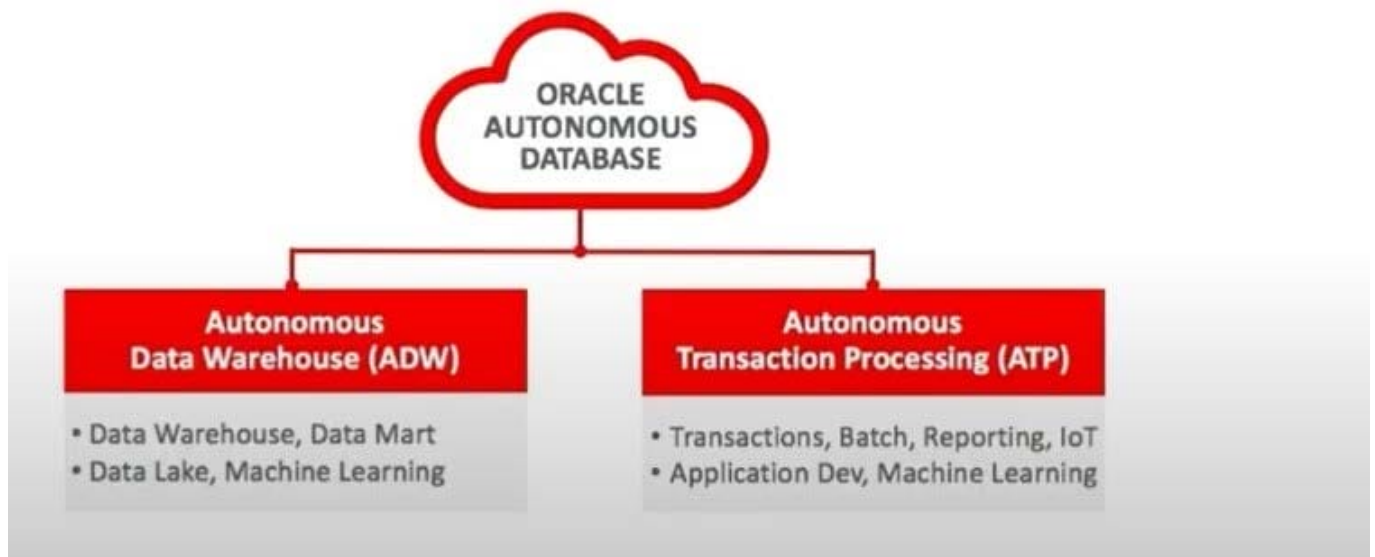 ORACLE
AUTONOMOUS
DATABASE
Autonomous
Data Warehouse (ADW)
• Data Warehouse, Data Mart
• Data Lake, Machine Learning
Autonomous
Transaction Processing (ATP)
• Transactions, Batch, Reporting, IoT
• Application Dev, Machine Learning